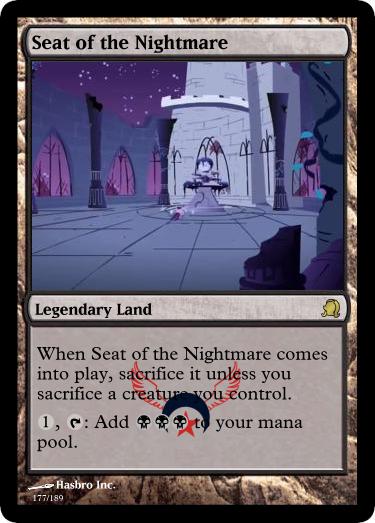 Seat of the Nightmare
Legendary Land
When Seat of the Nightmare comes
into play, sacrifice it unless you
sacrifice a creature you control.
1, : Add to your mana
pool.
Hasbro Inc.
177/189